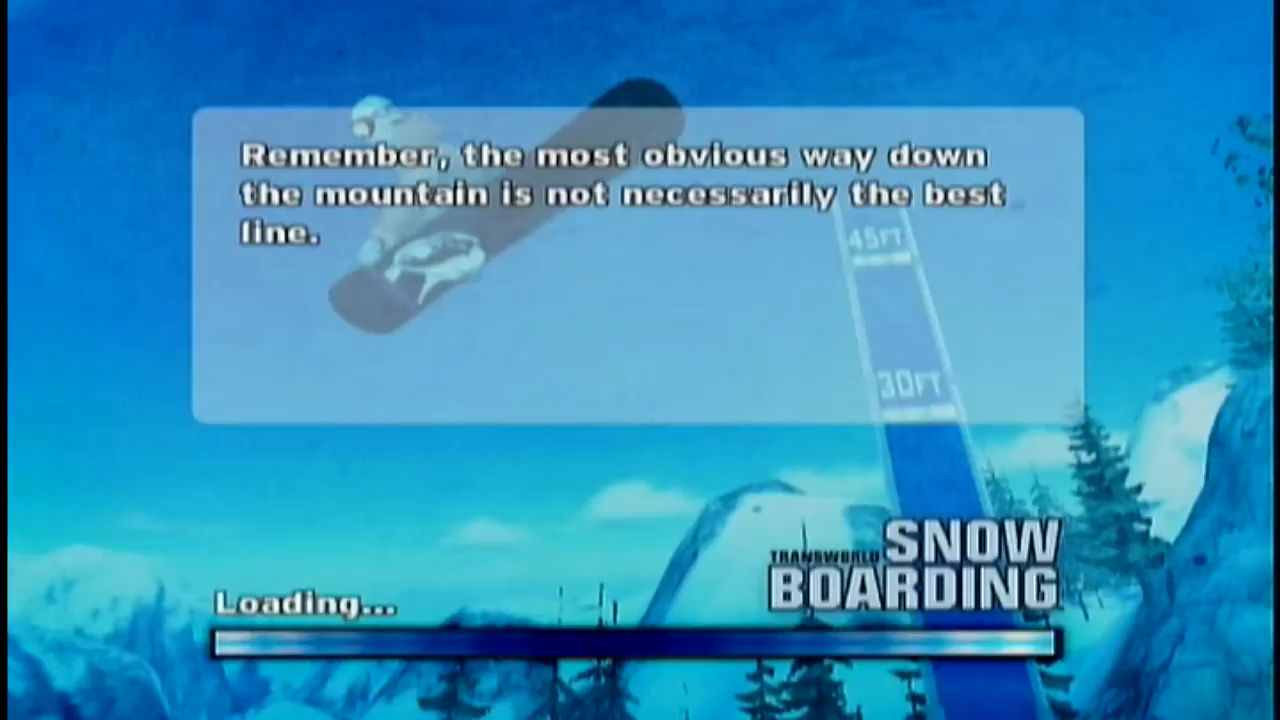 Remember, the most obvious way down
the mountain is not necessarily the best
line.
45FT
30FT
TRANSWORLD SNOW
BOARDING
Loading...